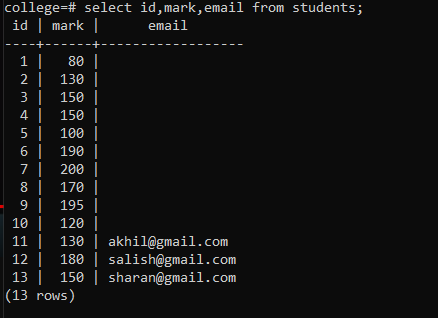 college=# select id,mark,email from students;
 id | mark |      email
----+------+------------------
  1 |   80 |
  2 |  130 |
  3 |  150 |
  4 |  150 |
  5 |  100 |
  6 |  190 |
  7 |  200 |
  8 |  170 |
  9 |  195 |
 10 |  120 |
 11 |  130 | akhil@gmail.com
 12 |  180 | salish@gmail.com
 13 |  150 | sharan@gmail.com
(13 rows)